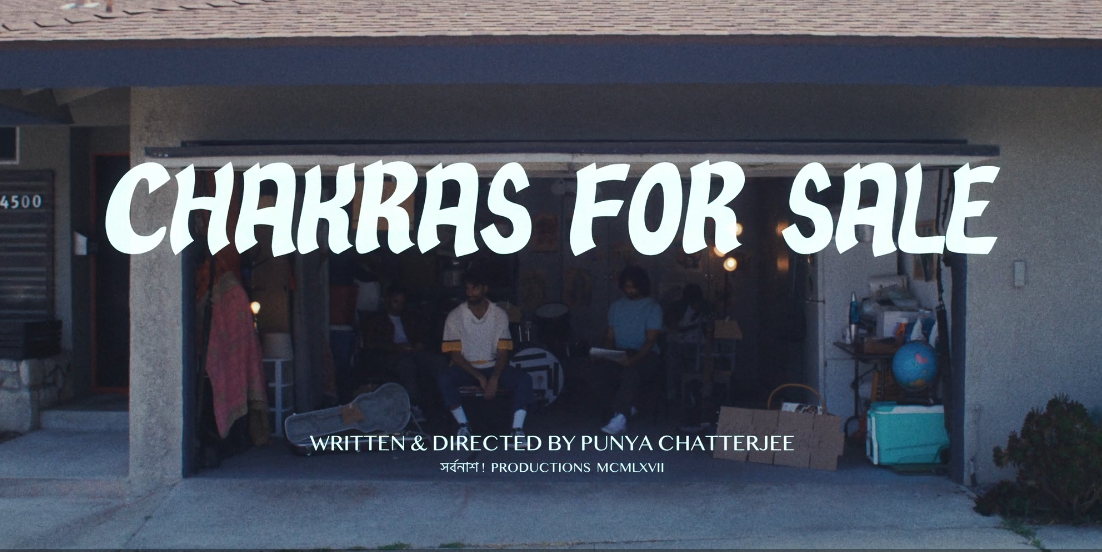 4500
CHAKRAS FOR SALE
WRITTEN & DIRECTED BY PUNYA CHATTERJEE
সর্বনাশ! PRODUCTIONS MCMLXVII